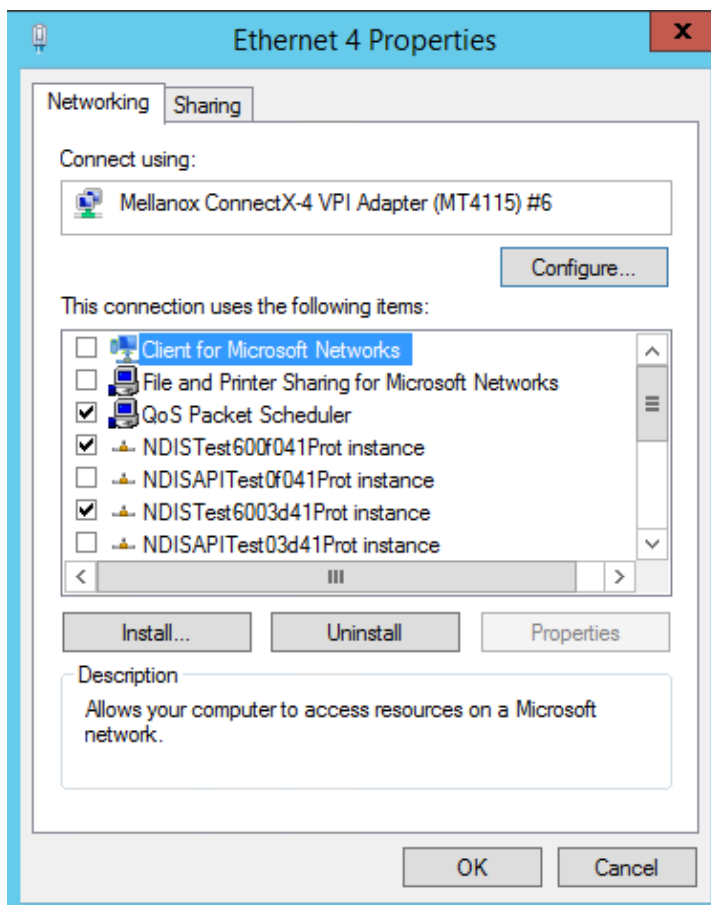 Ethernet 4 Properties
x
Networking
Sharing
Connect using:
Mellanox ConnectX-4 VPI Adapter (MT4115) #6
Configure...
This connection uses the following items:
Client for Microsoft Networks
File and Printer Sharing for Microsoft Networks
QoS Packet Scheduler
NDISTest600f041Prot instance
NDISAPITest0f041Prot instance
NDISTest6003d41Prot instance
NDISAPITest03d41Prot instance
Install...
Uninstall
Properties
Description
Allows your computer to access resources on a Microsoft
network.
OK
Cancel